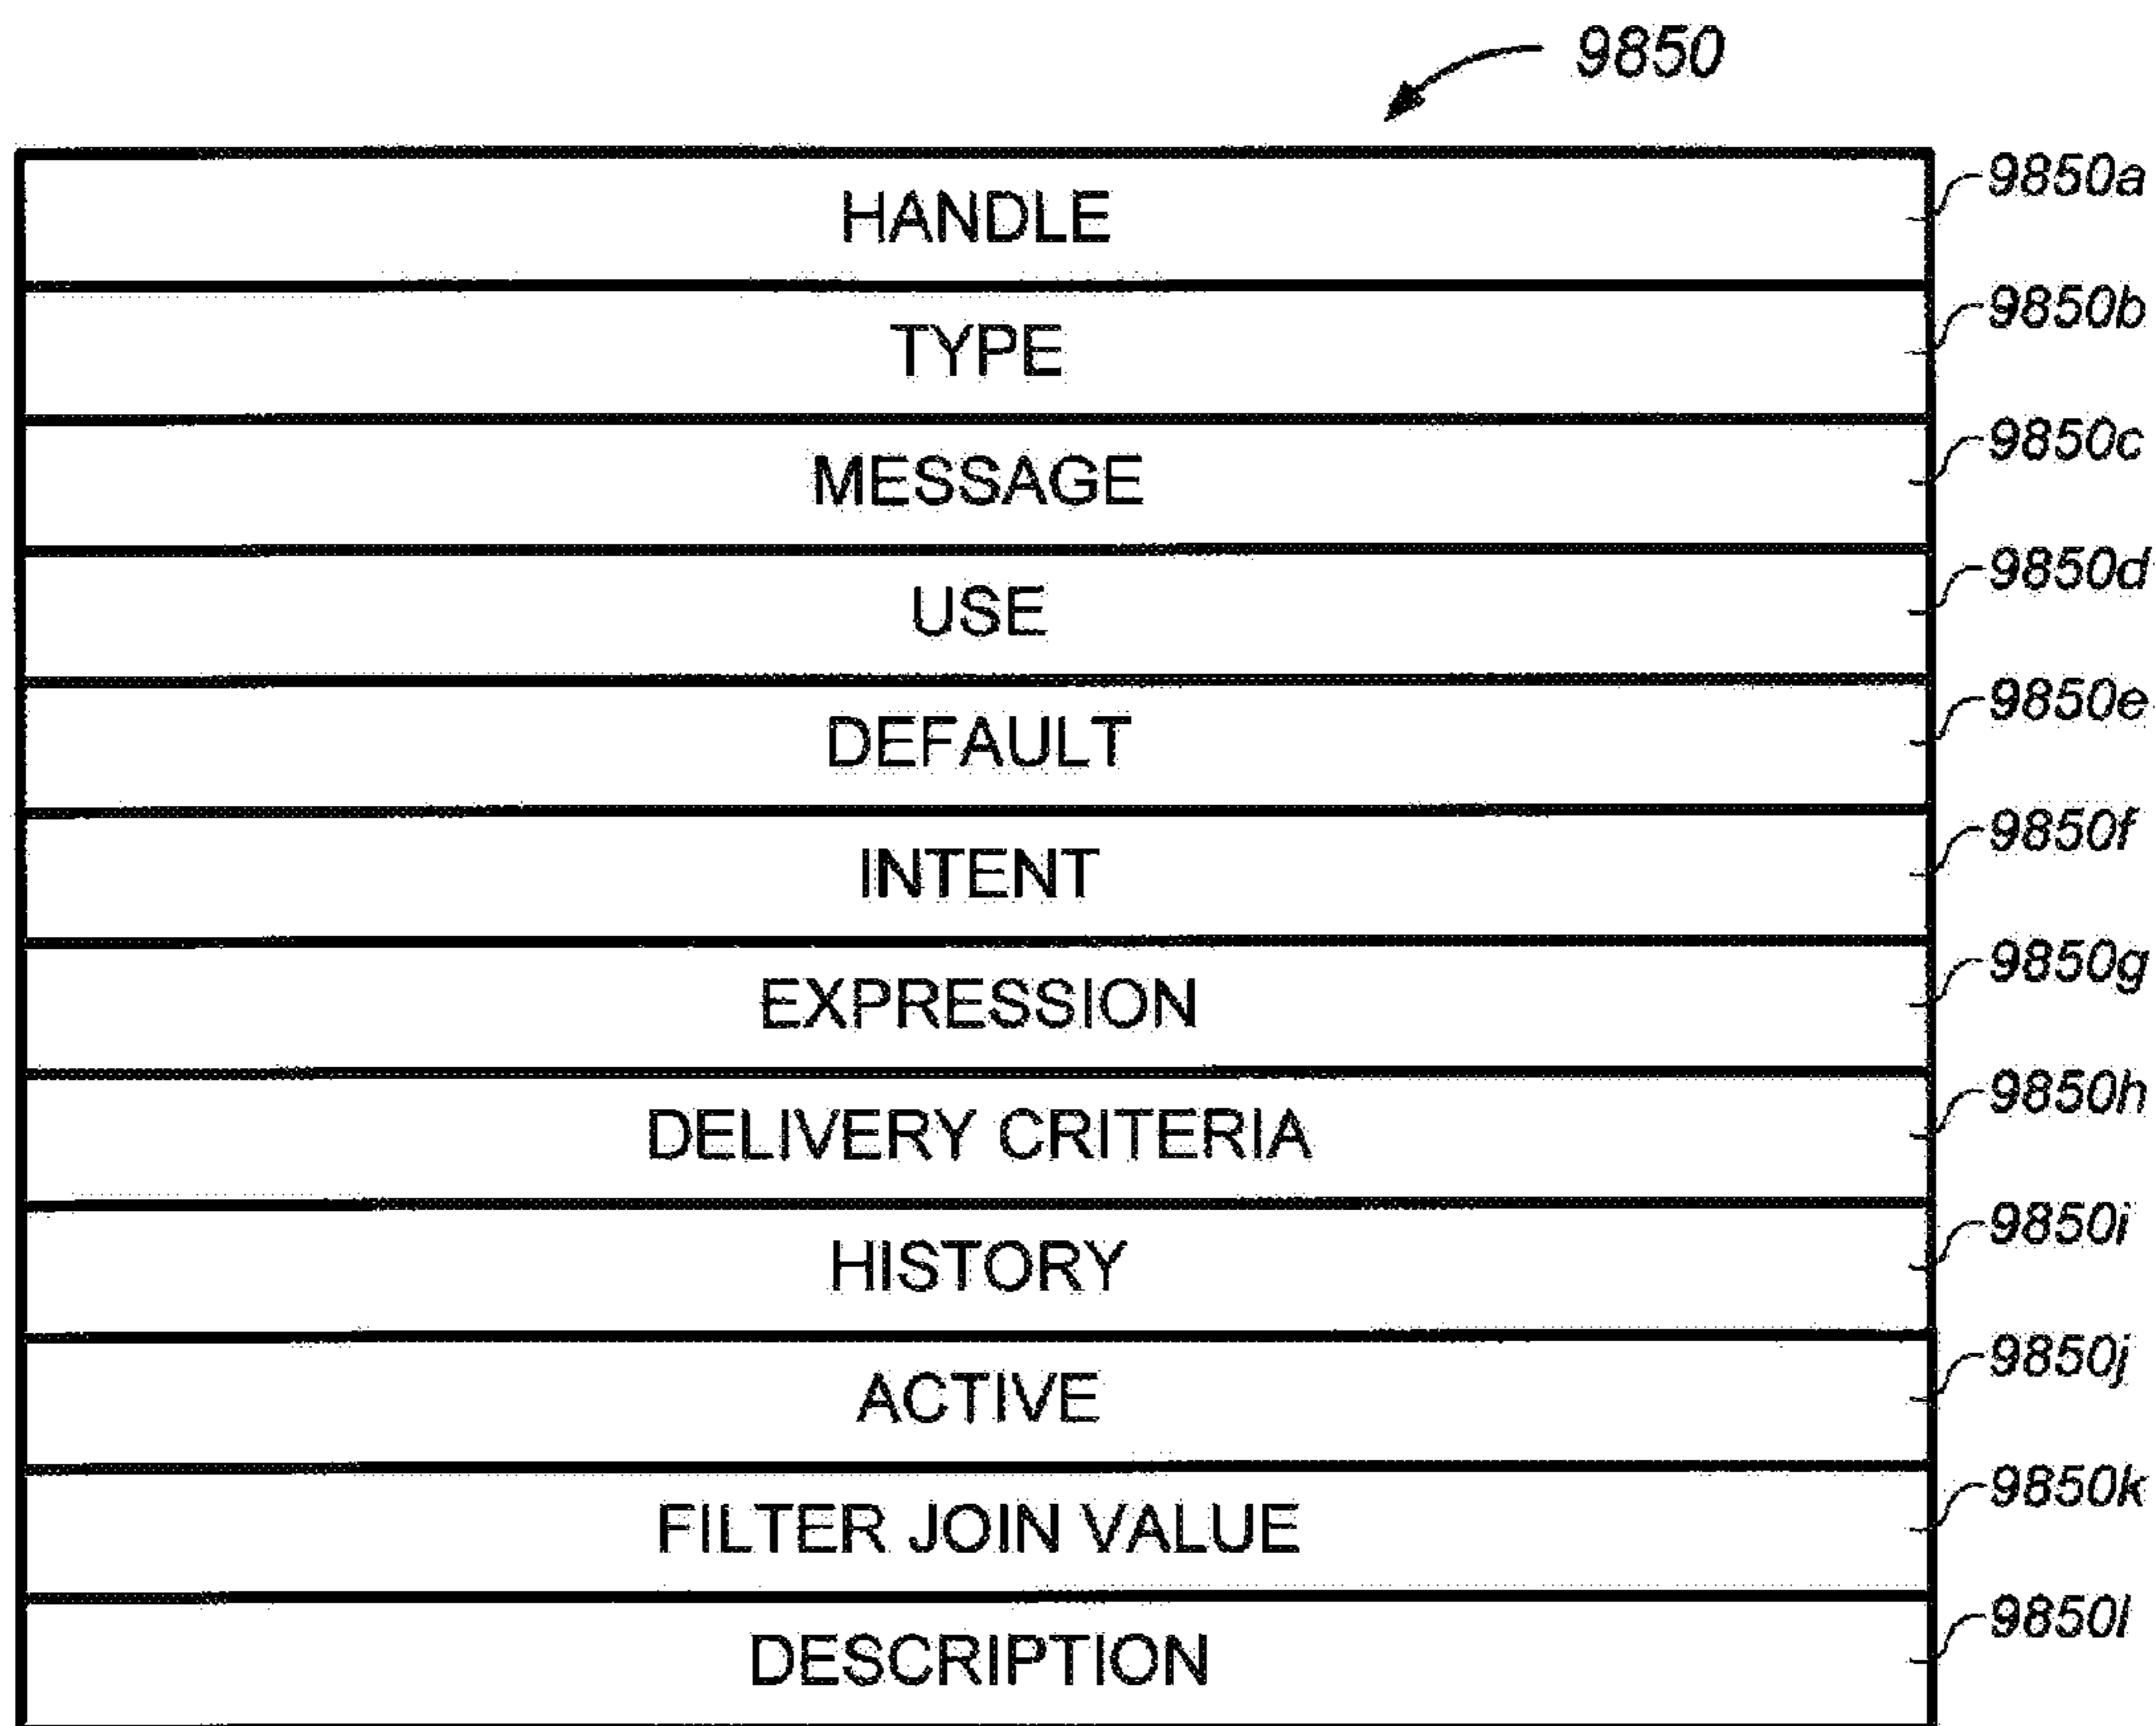 9850
HANDLE 9850a
TYPE 9850b
MESSAGE 9850c
USE 9850d
DEFAULT 9850e
INTENT 9850f
EXPRESSION 9850g
DELIVERY CRITERIA 9850h
HISTORY 9850i
ACTIVE 9850j
FILTER JOIN VALUE 9850k
DESCRIPTION 9850l